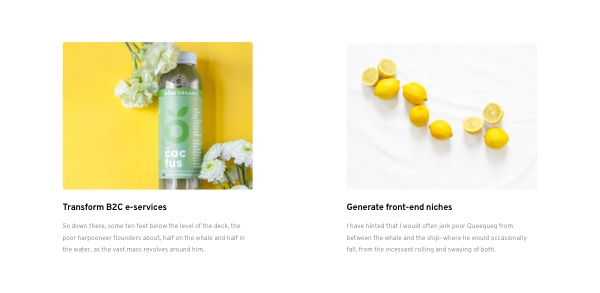 cac
tus
Transform B2C e-services
So down there, some ten feet below the level of the deck, the
poor harpooneer flounders about, half on the whale and half in
the water, as the vast mass revolves around him.
Generate front-end niches
I have hinted that I would often jerk poor Queequeg from
between the whale and the ship—where he would occasionally
fall, from the incessant rolling and swaying of both.